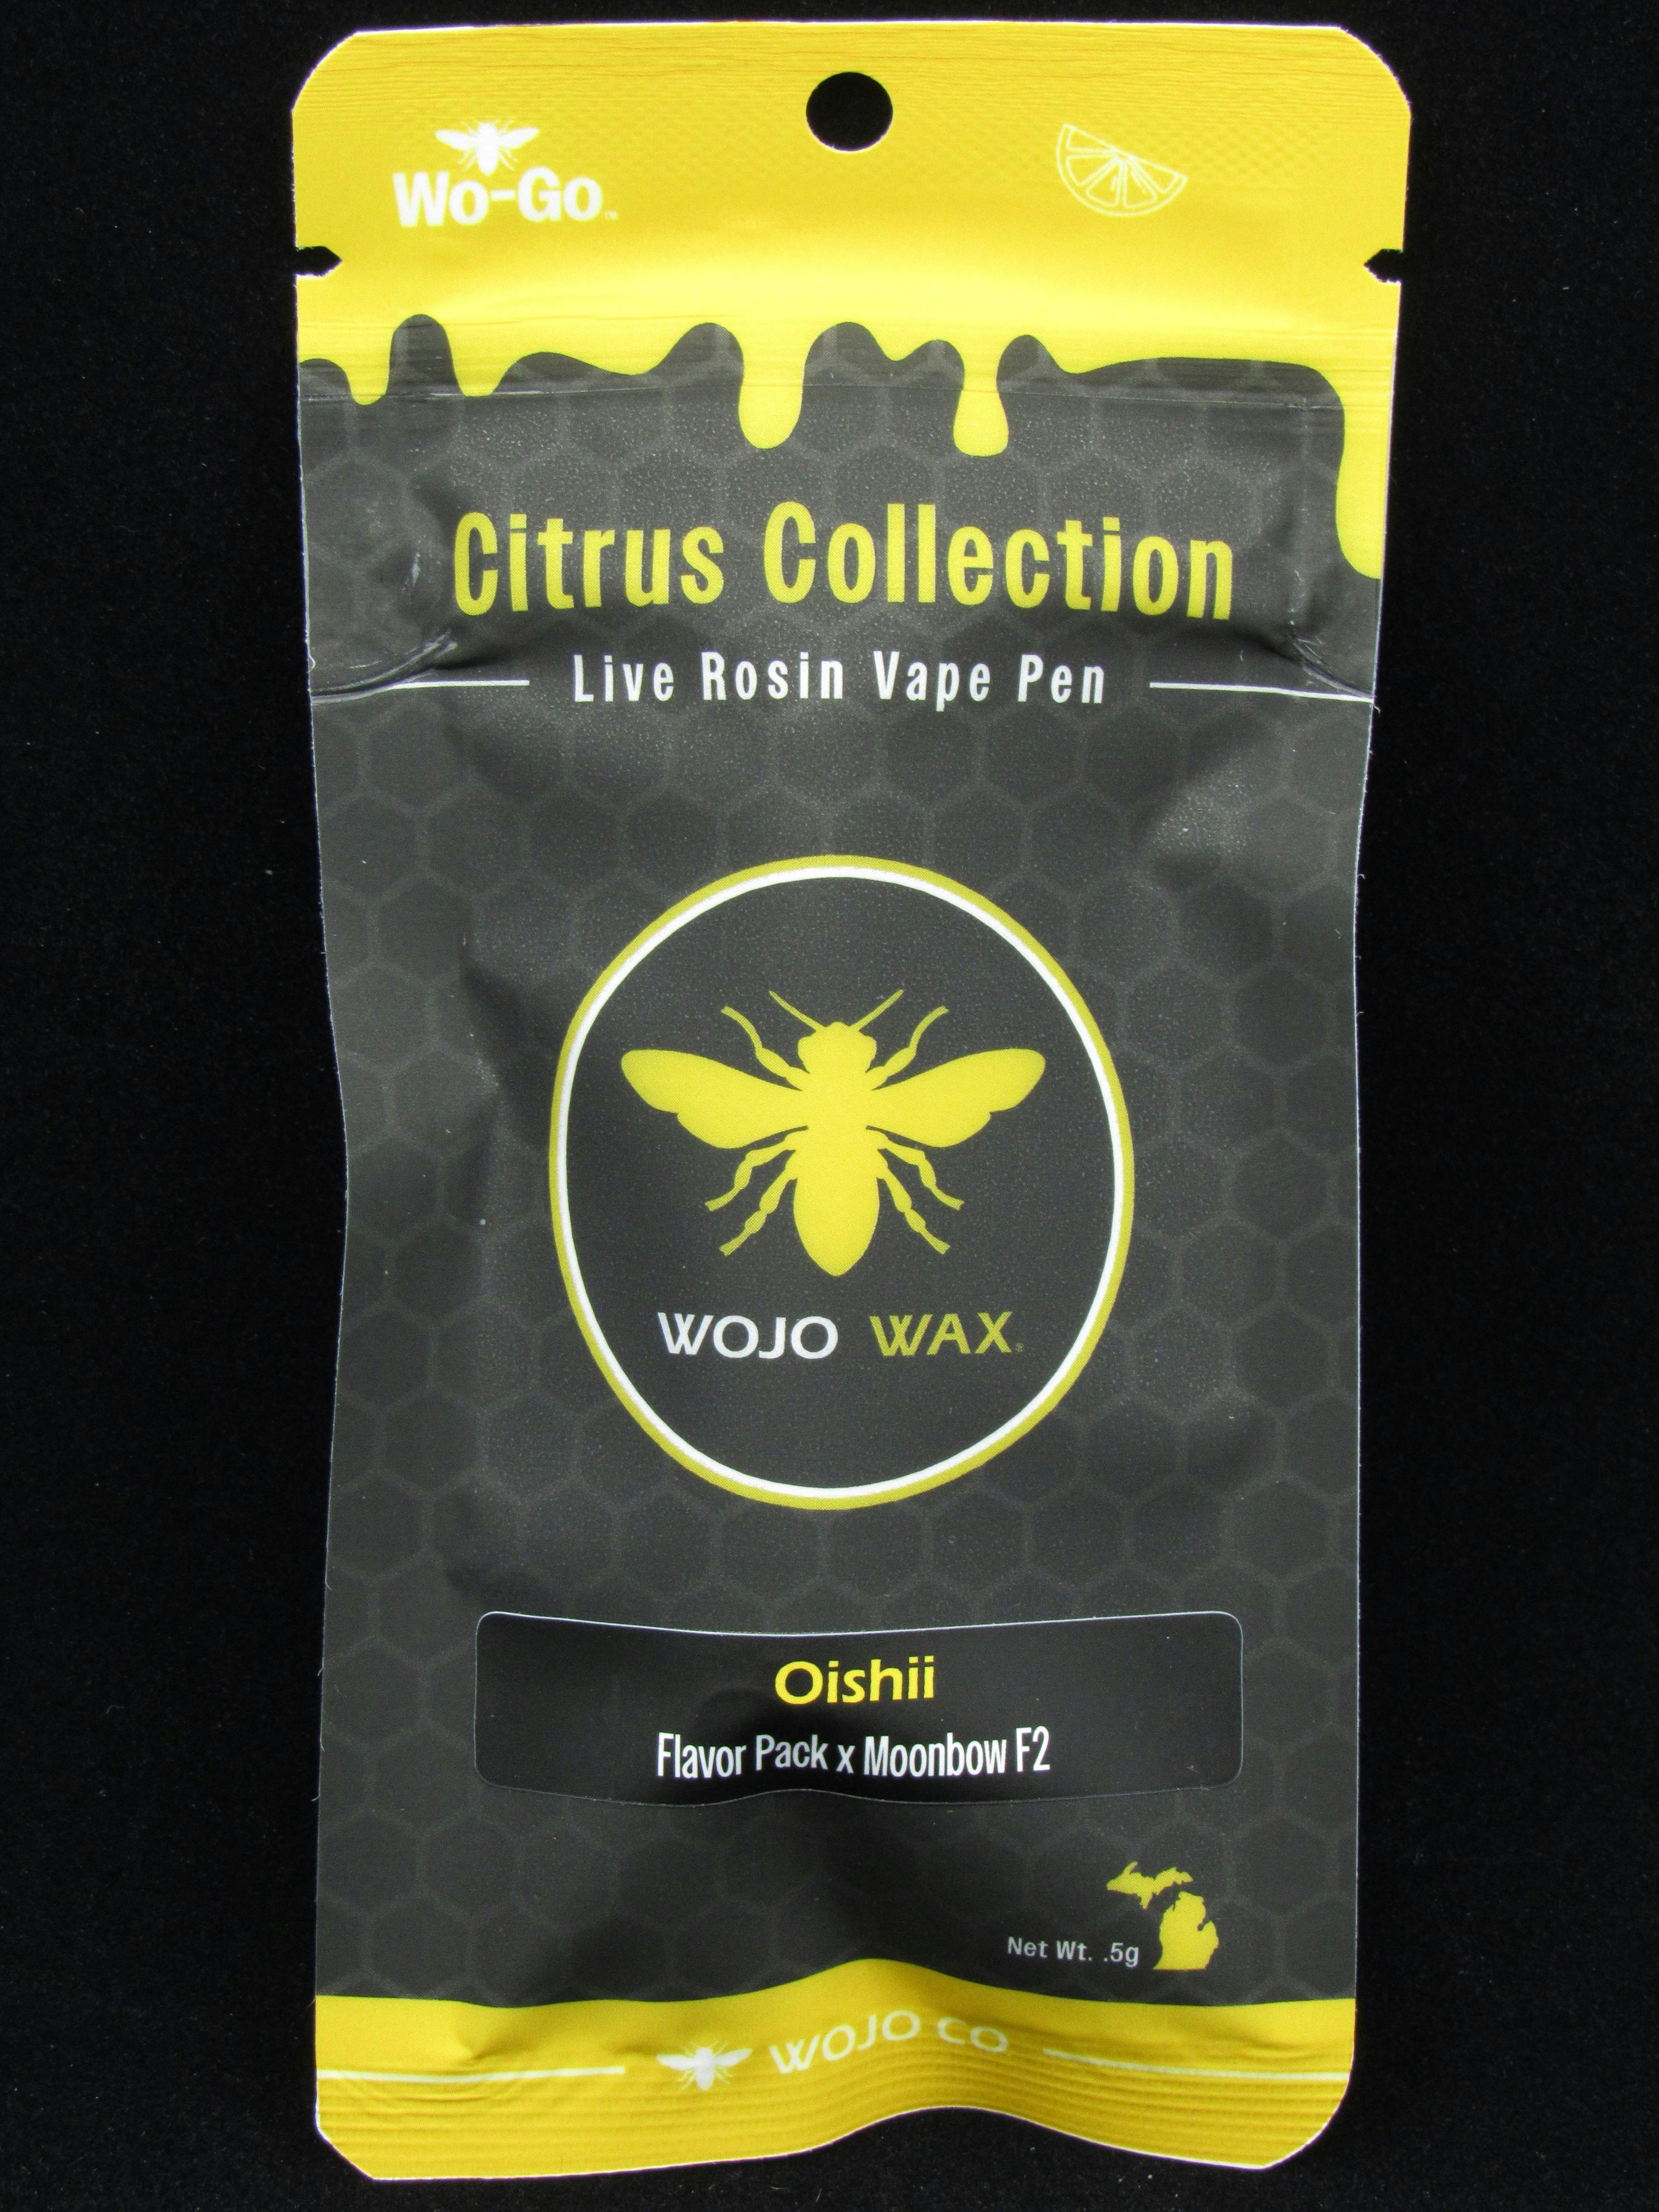 Wo-Go™
Citrus Collection
Live Rosin Vape Pen
WOJO WAX®
Oishii
Flavor Pack x Moonbow F2
Net Wt. .5g
WOJO CO